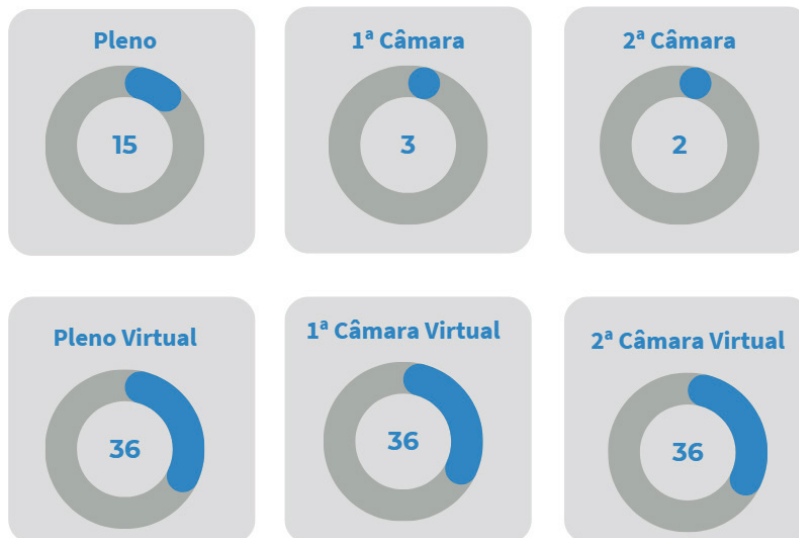 Pleno
15
1ª Câmara
3
2ª Câmara
2
Pleno Virtual
36
1ª Câmara Virtual
36
2ª Câmara Virtual
36